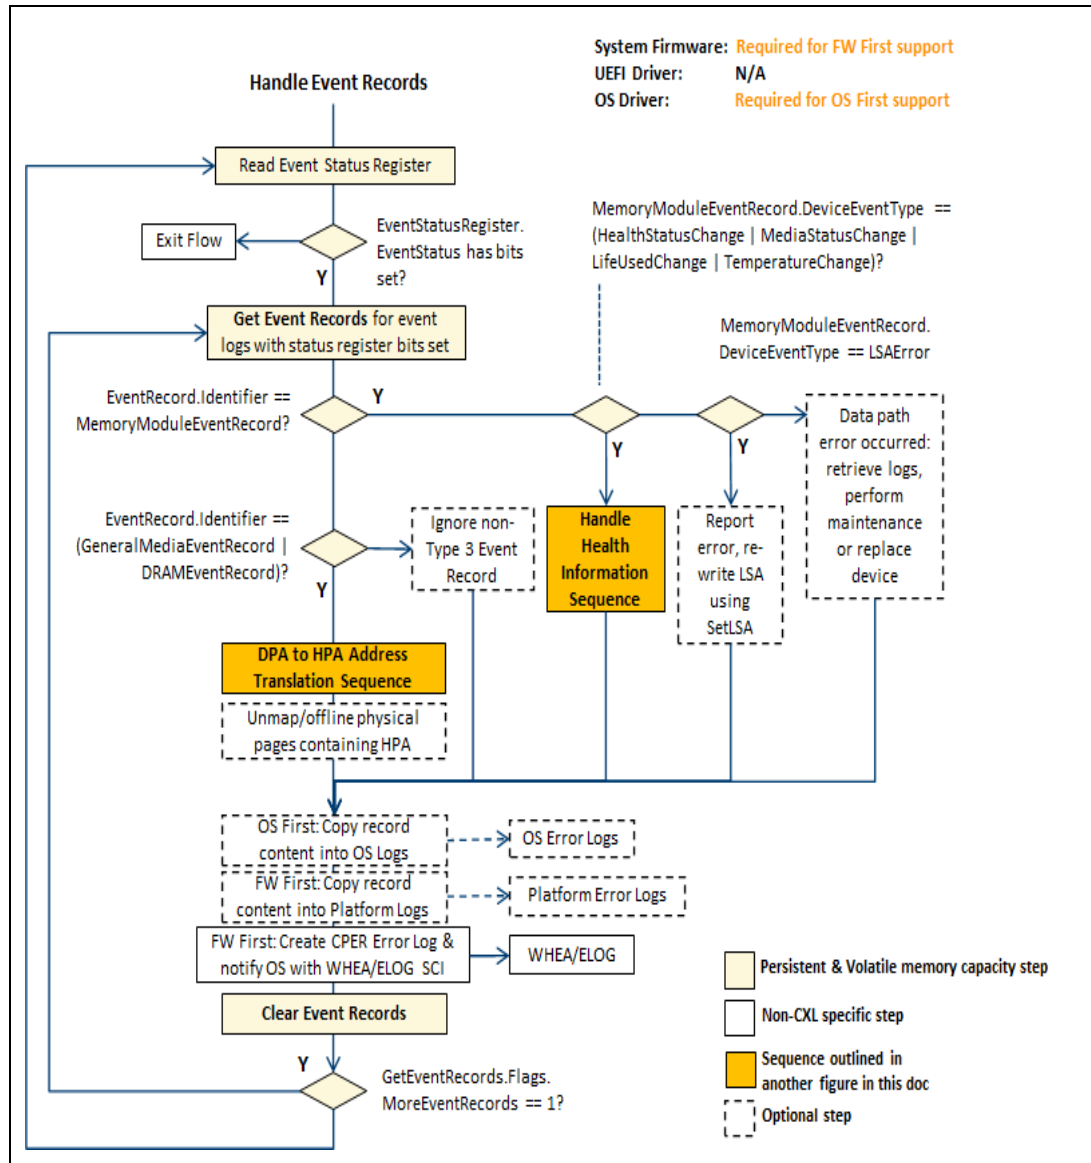 System Firmware: Required for FW First support
UEFI Driver: N/A
OS Driver: Required for OS First support
Handle Event Records
Read Event Status Register
Exit Flow
EventStatusRegister.
EventStatus has bits
set?
Y
MemoryModuleEventRecord.DeviceEventType ==
(HealthStatusChange | MediaStatusChange |
LifeUsedChange | TemperatureChange)?
Get Event Records for event
logs with status register bits set
MemoryModuleEventRecord.
DeviceEventType == LSAError
EventRecord.Identifier ==
MemoryModuleEventRecord?
Y
Y
Y
Data path
error occurred:
retrieve logs,
perform
maintenance
or replace
device
EventRecord.Identifier ==
(GeneralMediaEventRecord |
DRAMEventRecord)?
Y
Ignore non-
Type 3 Event
Record
Handle
Health
Information
Sequence
Report
error, re-
write LSA
using
SetLSA
DPA to HPA Address
Translation Sequence
Unmap/offline physical
pages containing HPA
OS First: Copy record
content into OS Logs
OS Error Logs
FW First: Copy record
content into Platform Logs
Platform Error Logs
FW First: Create CPER Error Log &
notify OS with WHEA/ELOG SCI
WHEA/ELOG
Clear Event Records
Y
GetEventRecords.Flags.
MoreEventRecords == 1?
Persistent & Volatile memory capacity step
Non-CXL specific step
Sequence outlined in
another figure in this doc
Optional step